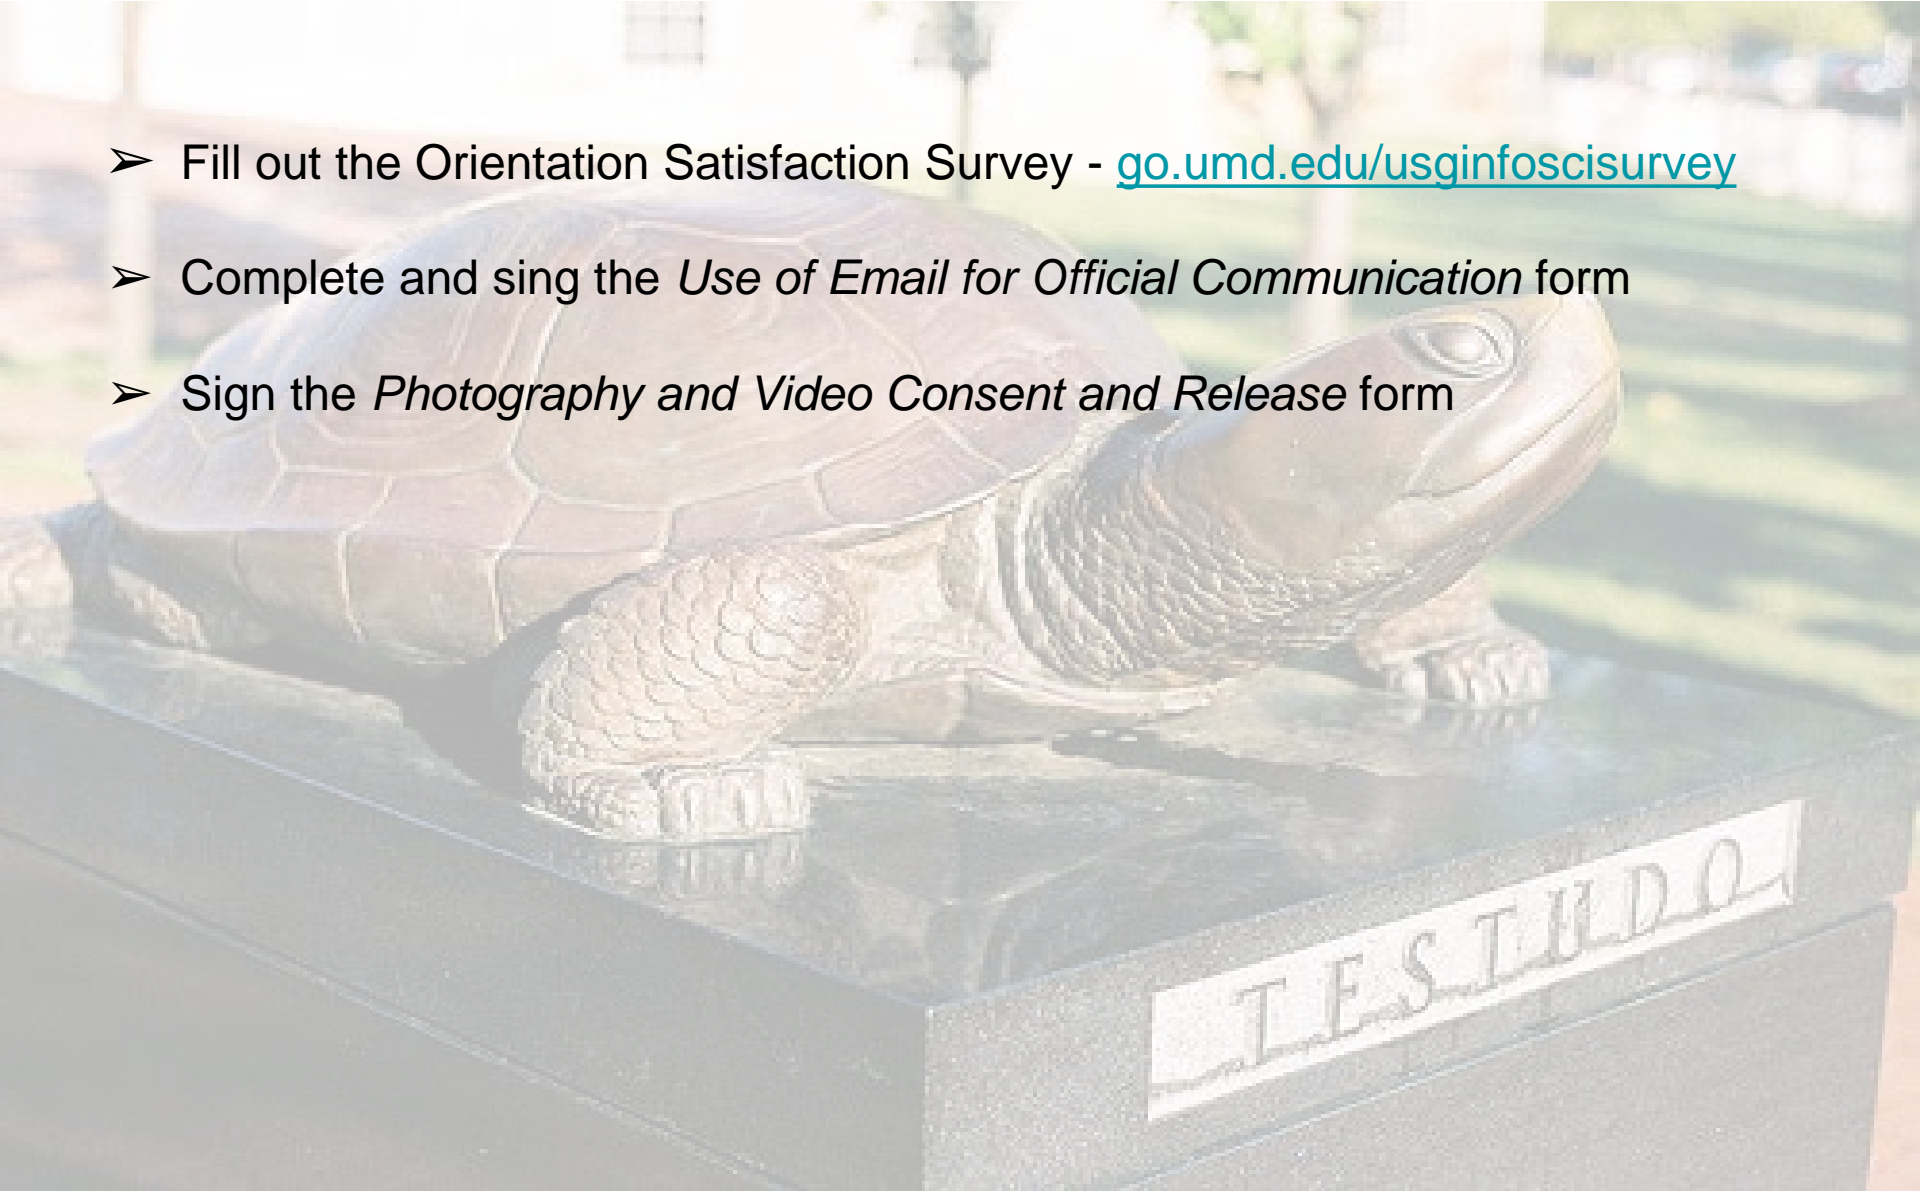 ➢ Fill out the Orientation Satisfaction Survey - go.umd.edu/usginfoscisurvey
➢ Complete and sing the Use of Email for Official Communication form
➢ Sign the Photography and Video Consent and Release form
TESTUDO